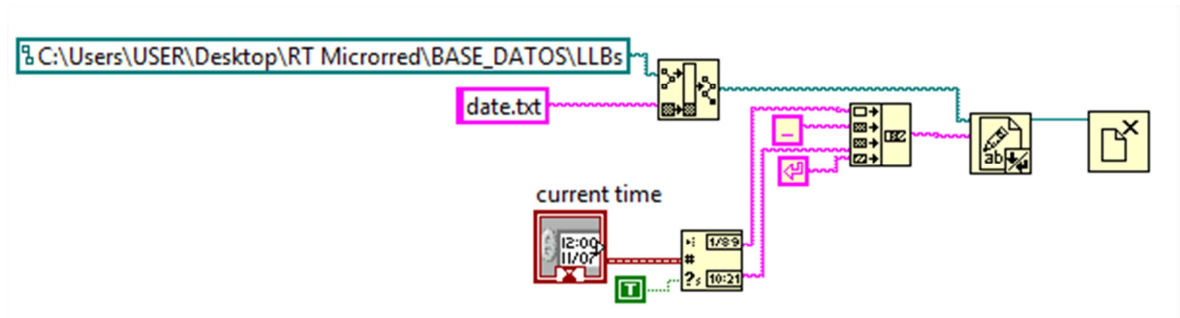 C:\Users\USER\Desktop\RT Microrred\BASE_DATOS\LLBs
date.txt
_
ab
current time
12:00
11/07
1/89
#
?
10:21
T